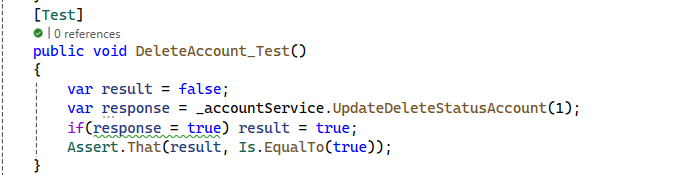 [Test]
| 0 references
public void DeleteAccount_Test()
{
var result = false;
var response = _accountService.UpdateDeleteStatusAccount(1);
if(response = true) result = true;
Assert.That(result, Is.EqualTo(true));
}